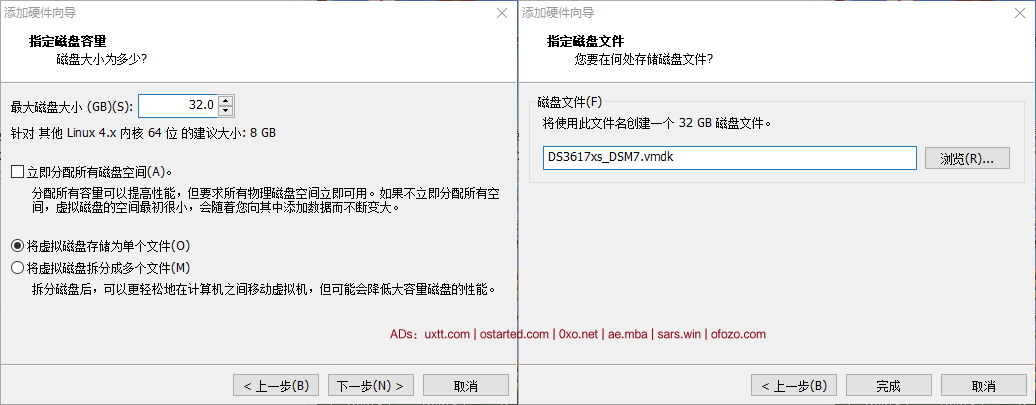 添加硬件向导
指定磁盘容量
磁盘大小为多少?
最大磁盘大小 (GB)(S):
32.0
针对 其他 Linux 4.x 内核 64 位 的建议大小: 8 GB
立即分配所有磁盘空间(A)。
分配所有容量可以提高性能，但要求所有物理磁盘空间立即可用。如果不立即分配所有空
间，虚拟磁盘的空间最初很小，会随着您向其中添加数据而不断变大。
将虚拟磁盘存储为单个文件(O)
将虚拟磁盘拆分成多个文件(M)
拆分磁盘后，可以更轻松地在计算机之间移动虚拟机，但可能会降低大容量磁盘的性能。
< 上一步(B)
下一步(N) >
取消
添加硬件向导
指定磁盘文件
您要在何处存储磁盘文件?
磁盘文件(F)
将使用此文件名创建一个 32 GB 磁盘文件。
DS3617xs_DSM7.vmdk
浏览(R)...
ADs：uxtt.com | ostarted.com | 0xo.net | ae.mba | sars.win | ofozo.com
< 上一步(B)
完成
取消